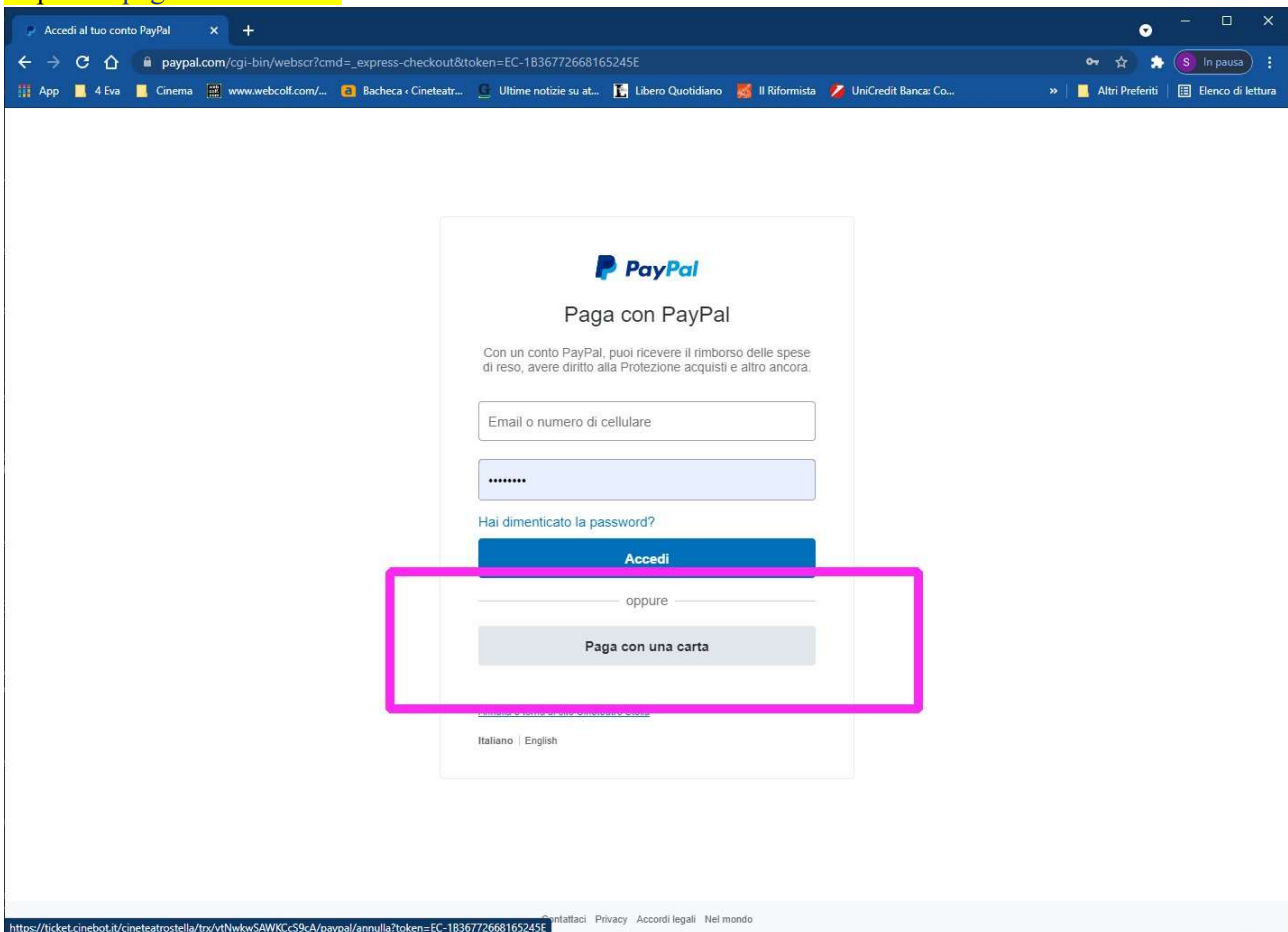 Accedi al tuo conto PayPal
paypal.com/cgi-bin/webscr?cmd=_express-checkout&token=EC-1B36772668165245E
S In pausa
App 4 Eva Cinema www.webcolf.com/... Bacheca ‹ Cineteatr... Ultime notizie su at... Libero Quotidiano Il Riformista UniCredit Banca: Co... » Altri Preferiti Elenco di lettura
PayPal
Paga con PayPal
Con un conto PayPal, puoi ricevere il rimborso delle spese
di reso, avere diritto alla Protezione acquisti e altro ancora.
Email o numero di cellulare
••••••••
Hai dimenticato la password?
Accedi
oppure
Paga con una carta
Italiano | English
Contattaci Privacy Accordi legali Nel mondo
https://ticket.cinebot.it/cineteatrostella/trx/vtNwkwSAWKCcS9cA/paypal/annulla?token=EC-1B36772668165245E